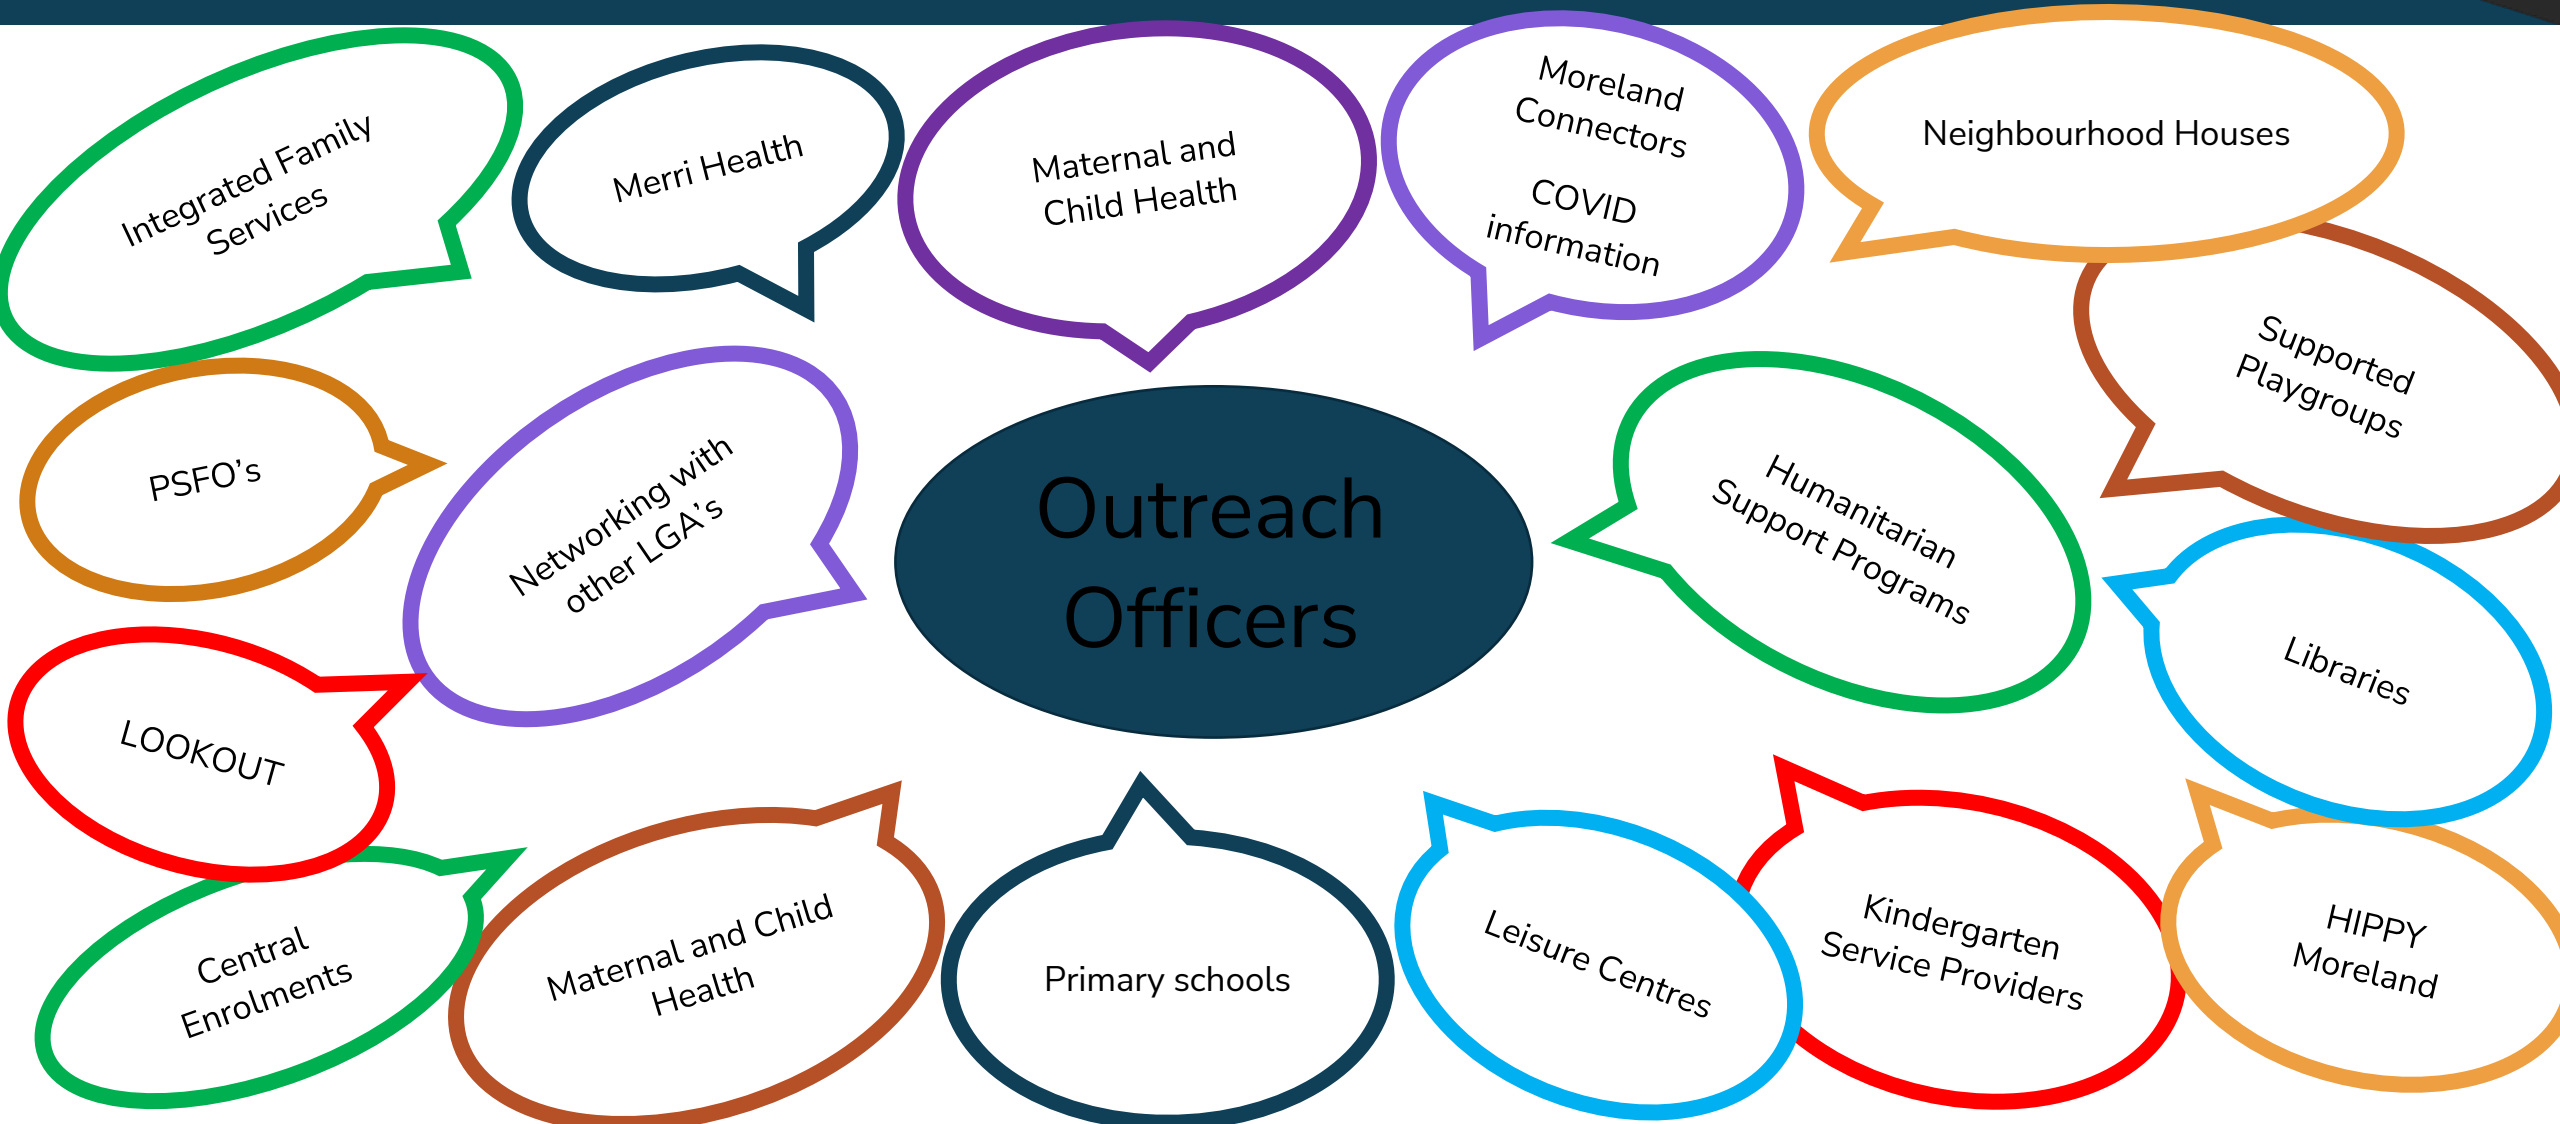 Integrated Family
Services
Merri Health
Maternal and
Child Health
Moreland
Connectors
COVID
information
Neighbourhood Houses
Supported
Playgroups
PSFO’s
Networking with
other LGA’s
Outreach
Officers
Humanitarian
Support Programs
Libraries
LOOKOUT
Central
Enrolments
Maternal and Child
Health
Primary schools
Leisure Centres
Kindergarten
Service Providers
HIPPY
Moreland